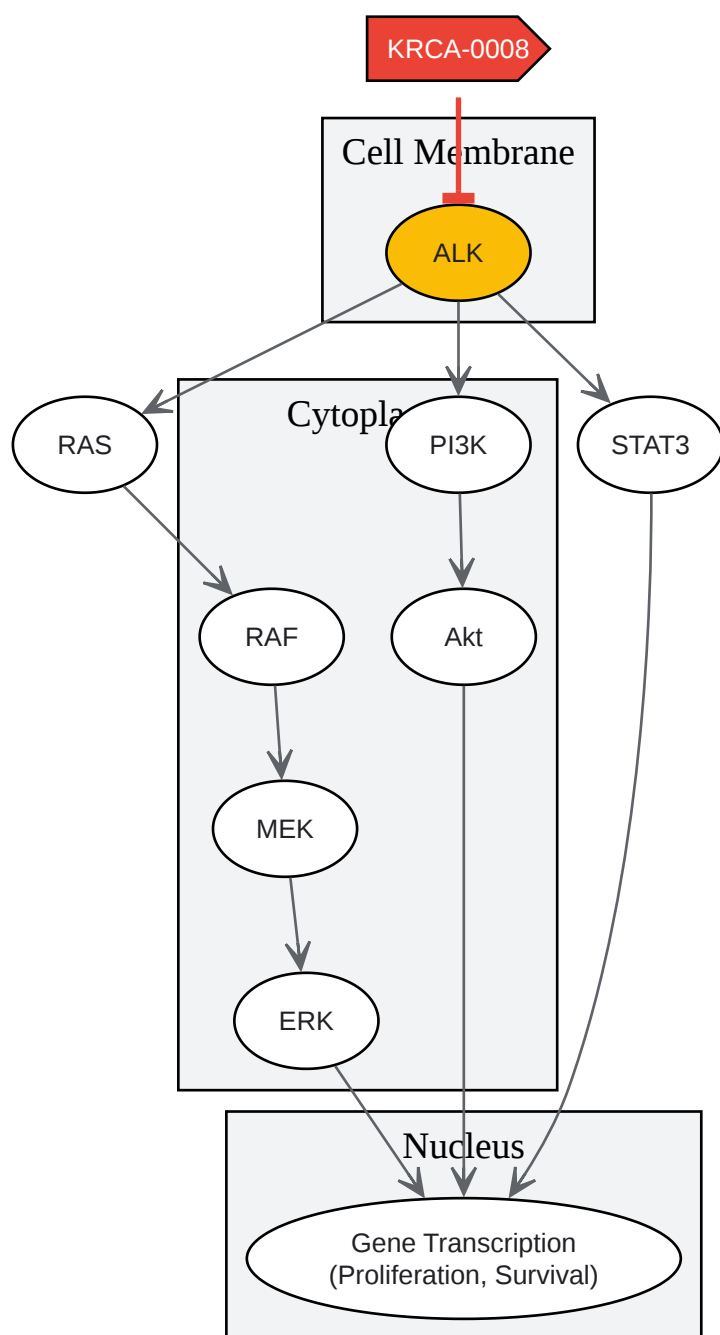 KRCA-0008
Cell Membrane
ALK
Cytopla
RAS
PI3K
STAT3
RAF
Akt
MEK
ERK
Nucleus
Gene Transcription
(Proliferation, Survival)